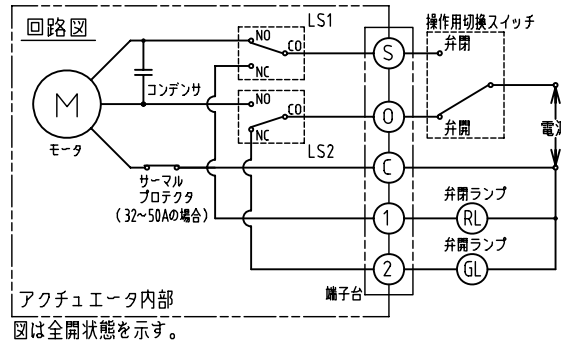 回路図
LS1
NO
CO
NC
コンデンサ
NO
CO
NC
LS2
M
モータ
サーマル
プロテクタ
(32~50Aの場合)
S
O
C
1
2
操作用切換スイッチ
弁閉
弁開
弁閉ランプ
RL
弁開ランプ
GL
端子台
アクチュエータ内部
図は全開状態を示す。